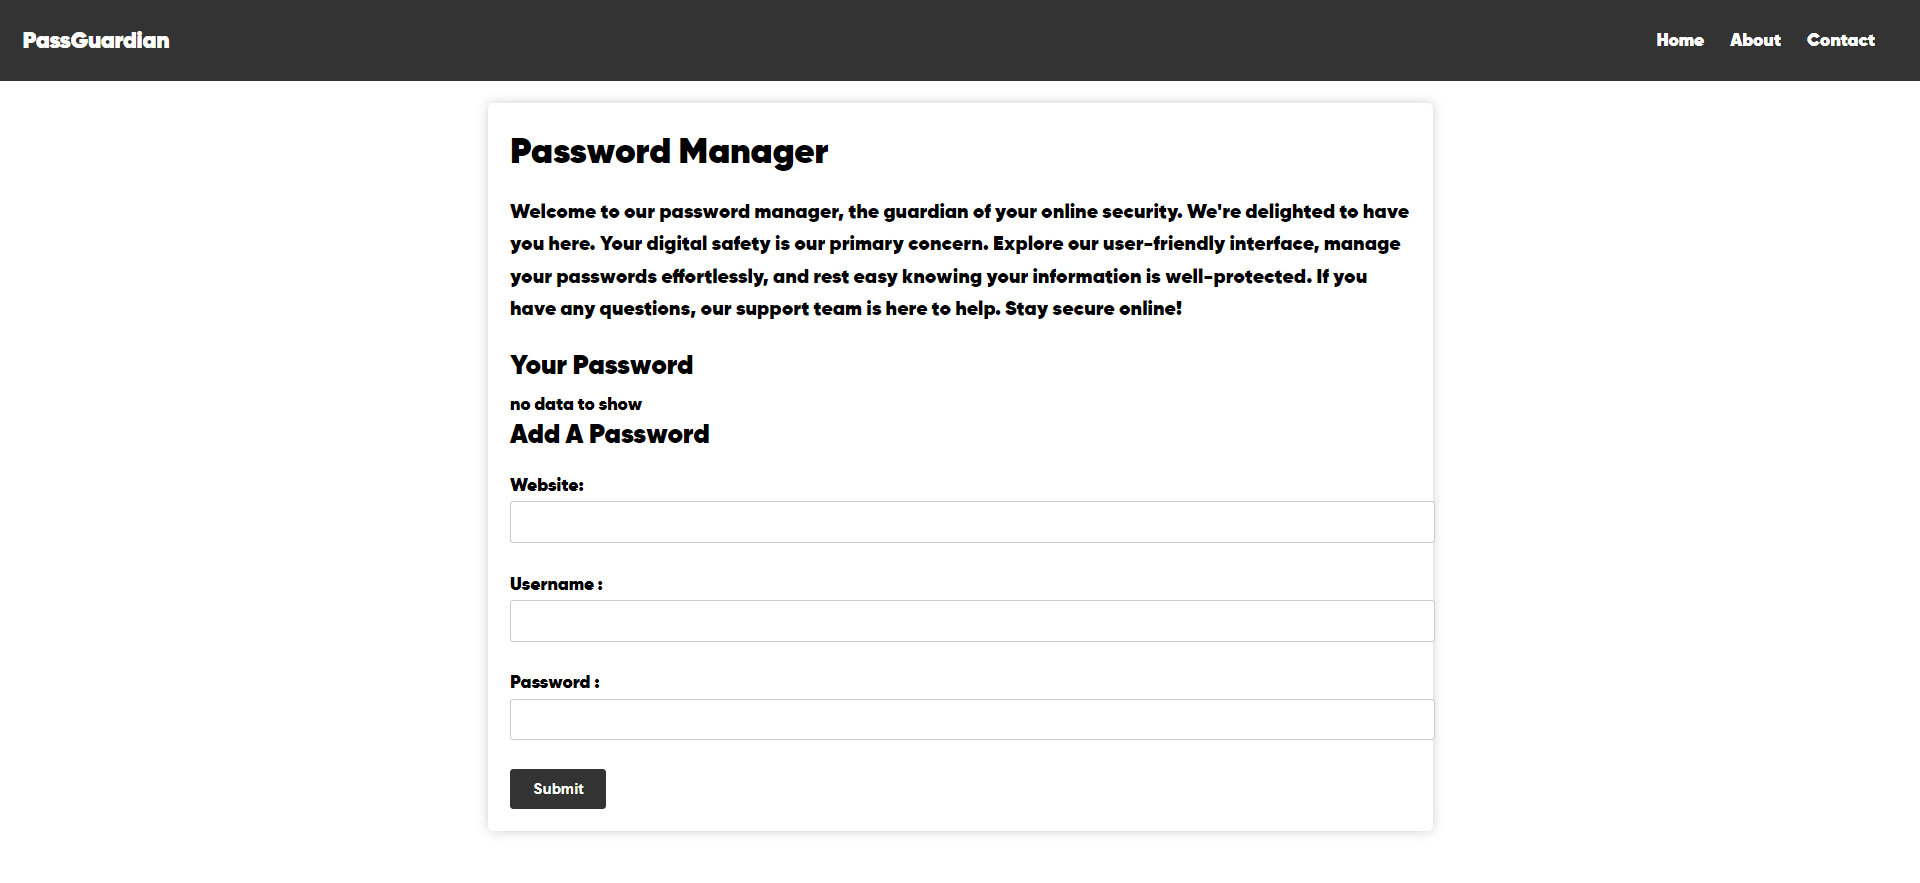 PassGuardian
Home About Contact
Password Manager
Welcome to our password manager, the guardian of your online security. We're delighted to have
you here. Your digital safety is our primary concern. Explore our user-friendly interface, manage
your passwords effortlessly, and rest easy knowing your information is well-protected. If you
have any questions, our support team is here to help. Stay secure online!
Your Password
no data to show
Add A Password
Website:
Username :
Password :
Submit